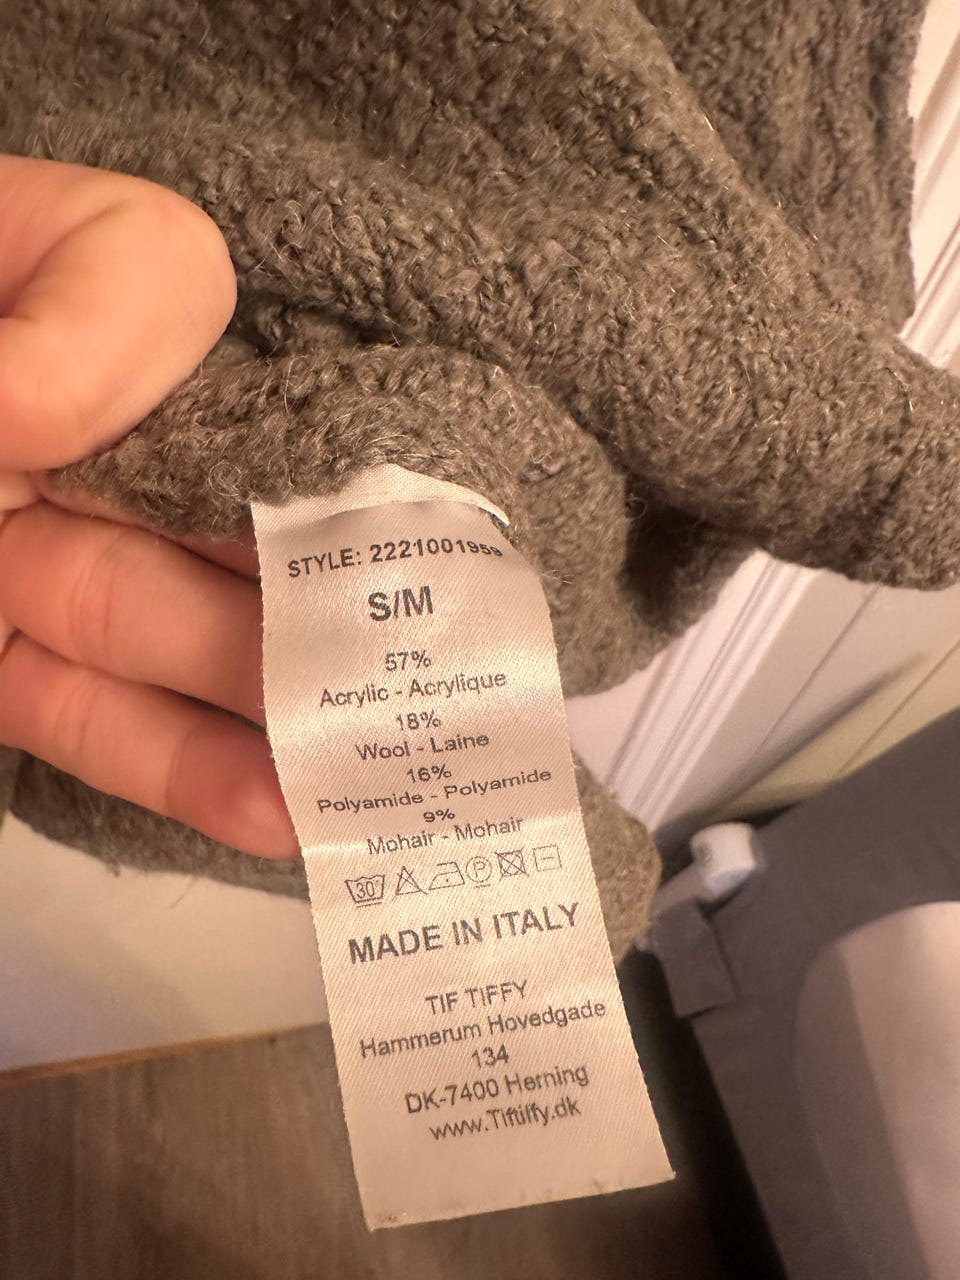 STYLE: 2221001959
S/M
57%
Acrylic - Acrylique
18%
Wool - Laine
16%
Polyamide - Polyamide
9%
Mohair - Mohair
30° P
MADE IN ITALY
TIF TIFFY
Hammerum Hovedgade
134
DK-7400 Herning
www.Tiftiffy.dk